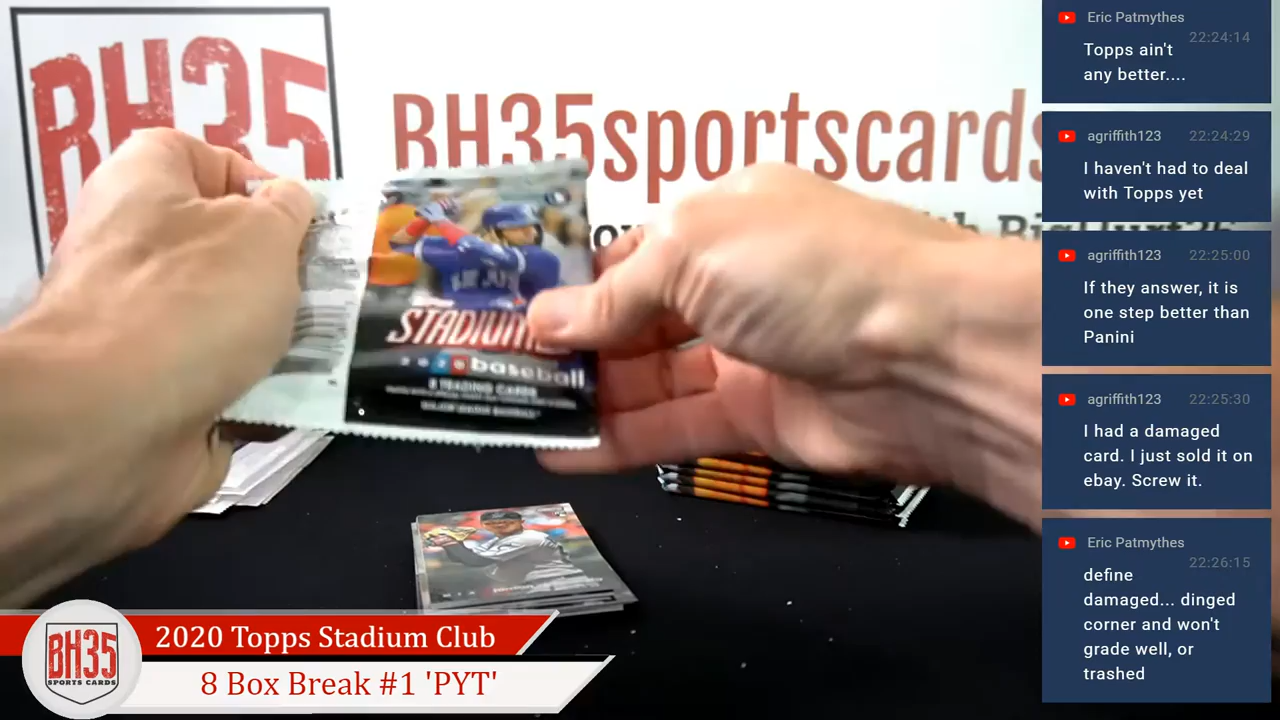 BH35
BH35sportscards
STADIUM
2020 baseball
8 TRADING CARDS
2020 Topps Stadium Club
8 Box Break #1 'PYT'
BH35
SPORTS CARDS
Eric Patmythes
22:24:14
Topps ain't
any better....
agriffith123 22:24:29
I haven't had to deal
with Topps yet
agriffith123 22:25:00
If they answer, it is
one step better than
Panini
agriffith123 22:25:30
I had a damaged
card. I just sold it on
ebay. Screw it.
Eric Patmythes
22:26:15
define
damaged... dinged
corner and won't
grade well, or
trashed